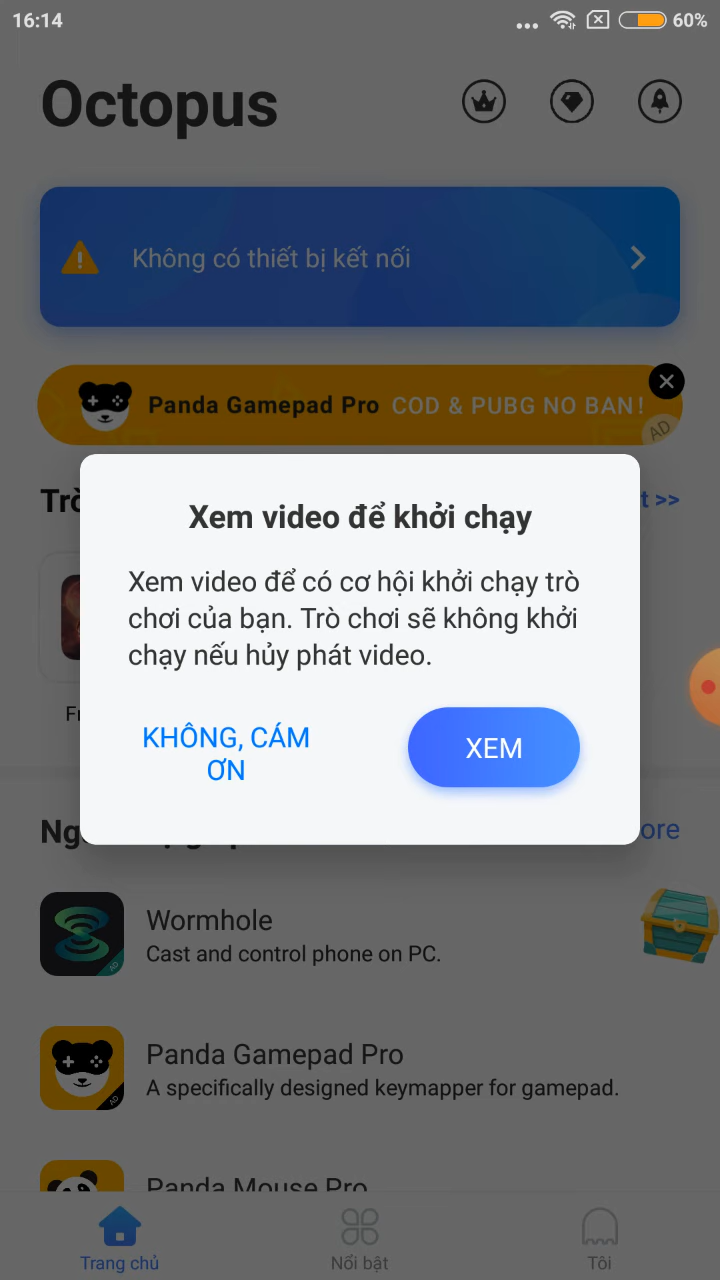 16:14
60%
Octopus
Không có thiết bị kết nối
Panda Gamepad Pro COD & PUBG NO BAN!
AD
Xem video để khởi chạy
Xem video để có cơ hội khởi chạy trò
chơi của bạn. Trò chơi sẽ không khởi
chạy nếu hủy phát video.
KHÔNG, CÁM
ƠN
XEM
Wormhole
Cast and control phone on PC.
AD
Panda Gamepad Pro
A specifically designed keymapper for gamepad.
AD
Panda Mouse Pro
Trang chủ
Nổi bật
Tôi